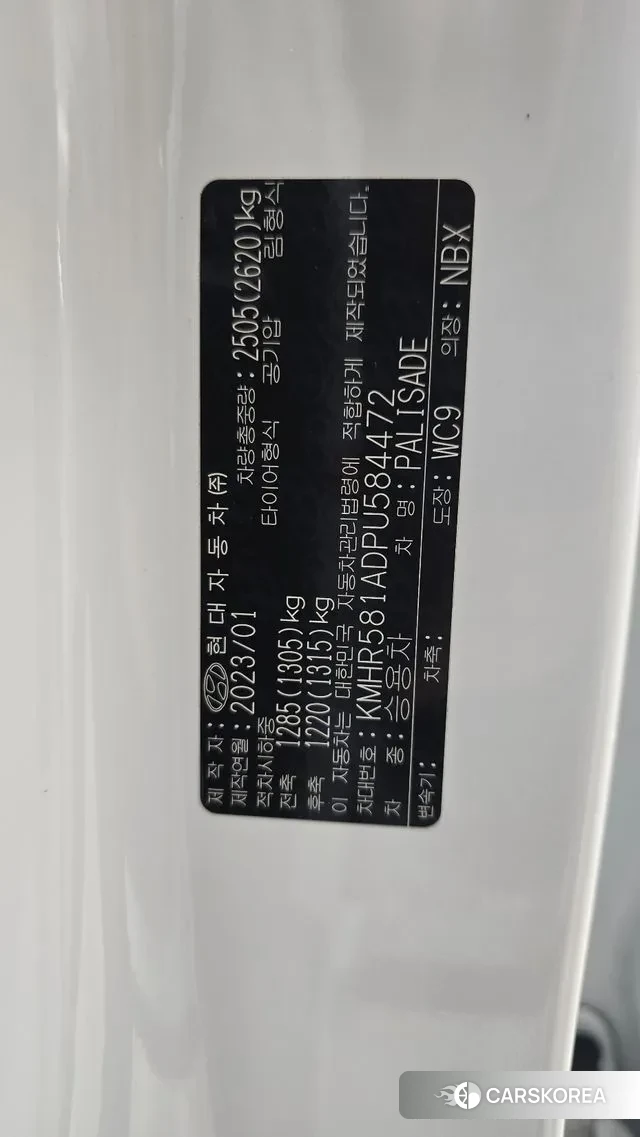 제 작 자: 현 대 자 동 차 (주)
제작연월: 2023/01 차량총중량: 2505(2620)kg
적차시하중 타이어형식 공기압 림형식
전축 1285(1305)kg
후축 1220(1315)kg
이 자동차는 대한민국 자동차관리법령에 적합하게 제작되었습니다.
차대번호: KMHR581ADPU584472
차 종: 승용차 차 명: PALISADE
변속기: 차축: 도장: WC9 의장: NBX
CARSKOREA